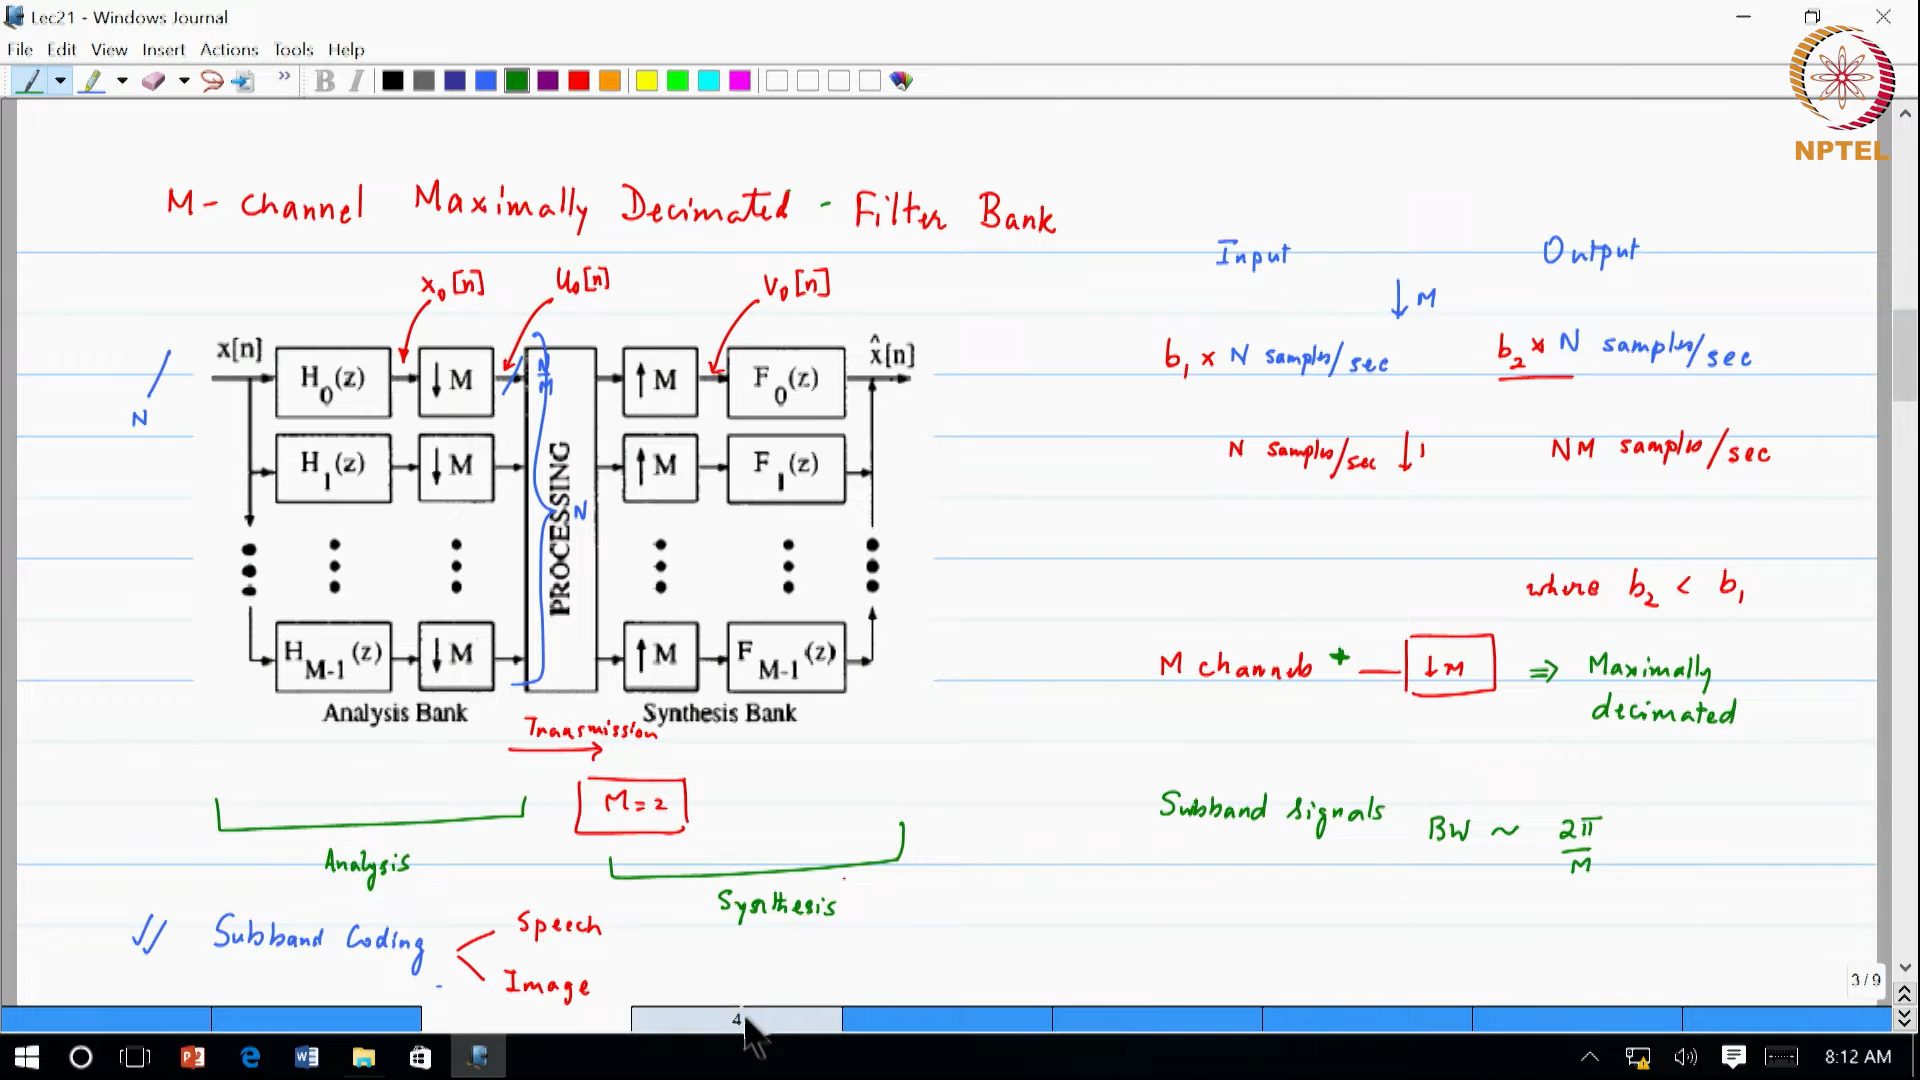 Lec21 - Windows Journal
File Edit View Insert Actions Tools Help
B I
NPTEL
M- channel Maximally Decimated - Filter Bank
Input Output
↓ M
x₀[n] u₀[n] v₀[n]
b₁ x N samples/sec b₂ x N samples/sec
x[n] H₀(z) ↓M N/M ↑M F₀(z) x̂[n]
N
H₁(z) ↓M ↑M F₁(z)
N samples/sec ↓ NM samples/sec
PROCESSING
N
where b₂ < b₁
H M-1 (z) ↓M ↑M F M-1 (z)
M channels + ↓M ⇒ Maximally
decimated
Analysis Bank Synthesis Bank
Transmission
M = 2
Subband signals BW ~ 2π/M
Analysis
Synthesis
Subband Coding
Speech
Image
3 / 9
4
8:12 AM